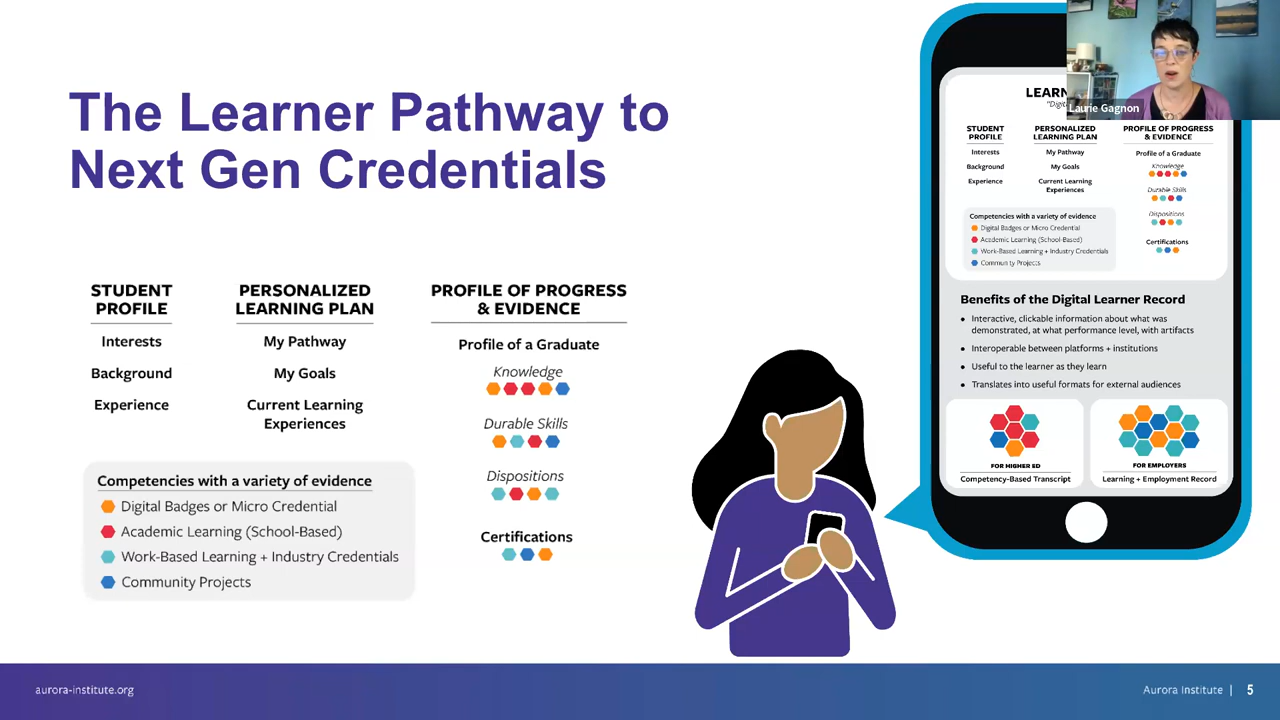 The Learner Pathway to
Next Gen Credentials
STUDENT
PROFILE
Interests
Background
Experience
PERSONALIZED
LEARNING PLAN
My Pathway
My Goals
Current Learning
Experiences
PROFILE OF PROGRESS
& EVIDENCE
Profile of a Graduate
Knowledge
Durable Skills
Dispositions
Certifications
Competencies with a variety of evidence
Digital Badges or Micro Credential
Academic Learning (School-Based)
Work-Based Learning + Industry Credentials
Community Projects
Laurie Gagnon
STUDENT
PROFILE
Interests
Background
Experience
PERSONALIZED
LEARNING PLAN
My Pathway
My Goals
Current Learning
Experiences
PROFILE OF PROGRESS
& EVIDENCE
Profile of a Graduate
Knowledge
Durable Skills
Dispositions
Certifications
Competencies with a variety of evidence
Digital Badges or Micro Credential
Academic Learning (School-Based)
Work-Based Learning + Industry Credentials
Community Projects
Benefits of the Digital Learner Record
• Interactive, clickable information about what was
demonstrated, at what performance level, with artifacts
• Interoperable between platforms + institutions
• Useful to the learner as they learn
• Translates into useful formats for external audiences
FOR HIGHER ED
Competency-Based Transcript
FOR EMPLOYERS
Learning + Employment Record
aurora-institute.org
Aurora Institute | 5